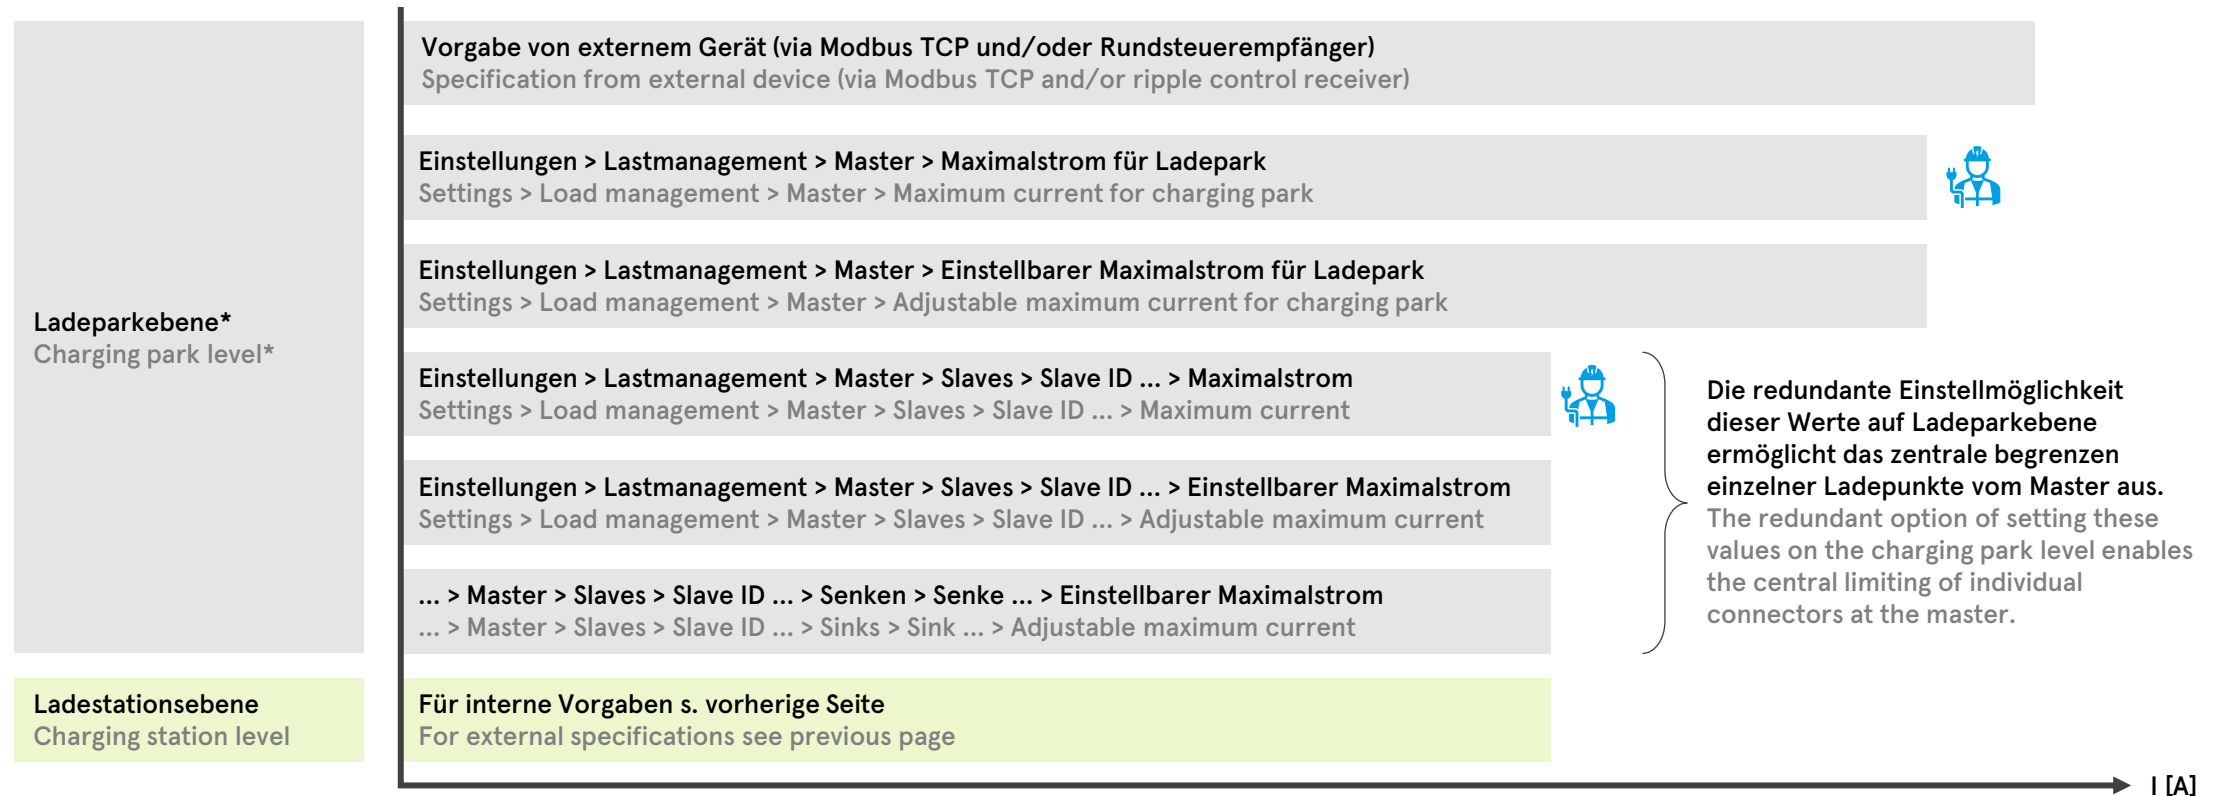 Vorgabe von externem Gerät (via Modbus TCP und/oder Rundsteuerempfänger)
Specification from external device (via Modbus TCP and/or ripple control receiver)
Einstellungen > Lastmanagement > Master > Maximalstrom für Ladepark
Settings > Load management > Master > Maximum current for charging park
Einstellungen > Lastmanagement > Master > Einstellbarer Maximalstrom für Ladepark
Settings > Load management > Master > Adjustable maximum current for charging park
Ladeparkebene*
Charging park level*
Einstellungen > Lastmanagement > Master > Slaves > Slave ID ... > Maximalstrom
Settings > Load management > Master > Slaves > Slave ID ... > Maximum current
Einstellungen > Lastmanagement > Master > Slaves > Slave ID ... > Einstellbarer Maximalstrom
Settings > Load management > Master > Slaves > Slave ID ... > Adjustable maximum current
... > Master > Slaves > Slave ID ... > Senken > Senke ... > Einstellbarer Maximalstrom
... > Master > Slaves > Slave ID ... > Sinks > Sink ... > Adjustable maximum current
Die redundante Einstellmöglichkeit
dieser Werte auf Ladeparkebene
ermöglicht das zentrale begrenzen
einzelner Ladepunkte vom Master aus.
The redundant option of setting these
values on the charging park level enables
the central limiting of individual
connectors at the master.
Ladestationsebene
Charging station level
Für interne Vorgaben s. vorherige Seite
For external specifications see previous page
I [A]